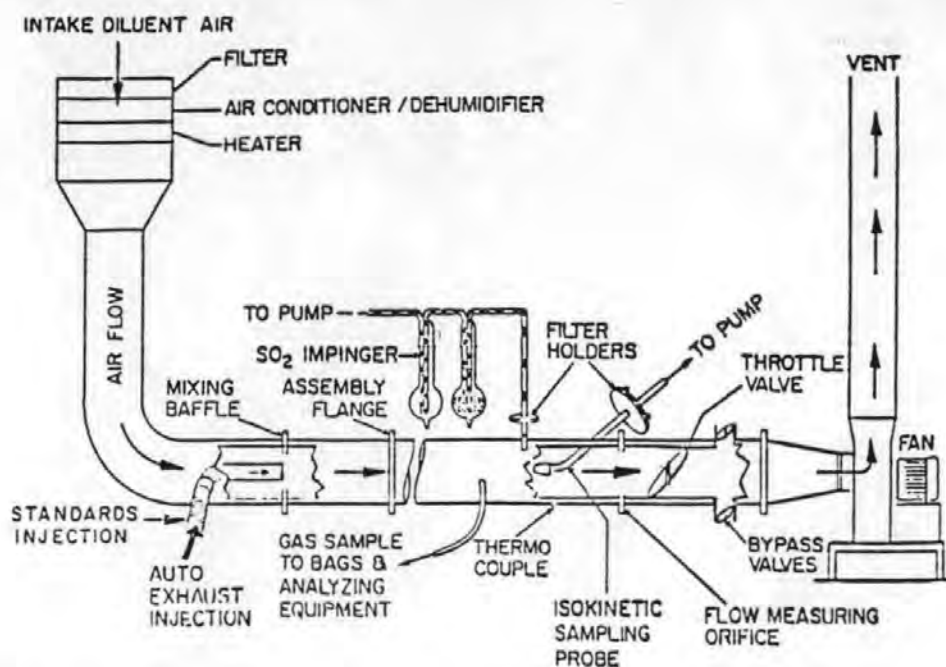 INTAKE DILUENT AIR
FILTER
AIR CONDITIONER / DEHUMIDIFIER
HEATER
VENT
AIR FLOW
TO PUMP
SO₂ IMPINGER
MIXING
BAFFLE
ASSEMBLY
FLANGE
FILTER
HOLDERS
TO PUMP
THROTTLE
VALVE
FAN
STANDARDS
INJECTION
AUTO
EXHAUST
INJECTION
GAS SAMPLE
TO BAGS &
ANALYZING
EQUIPMENT
THERMO
COUPLE
ISOKINETIC
SAMPLING
PROBE
FLOW MEASURING
ORIFICE
BYPASS
VALVES